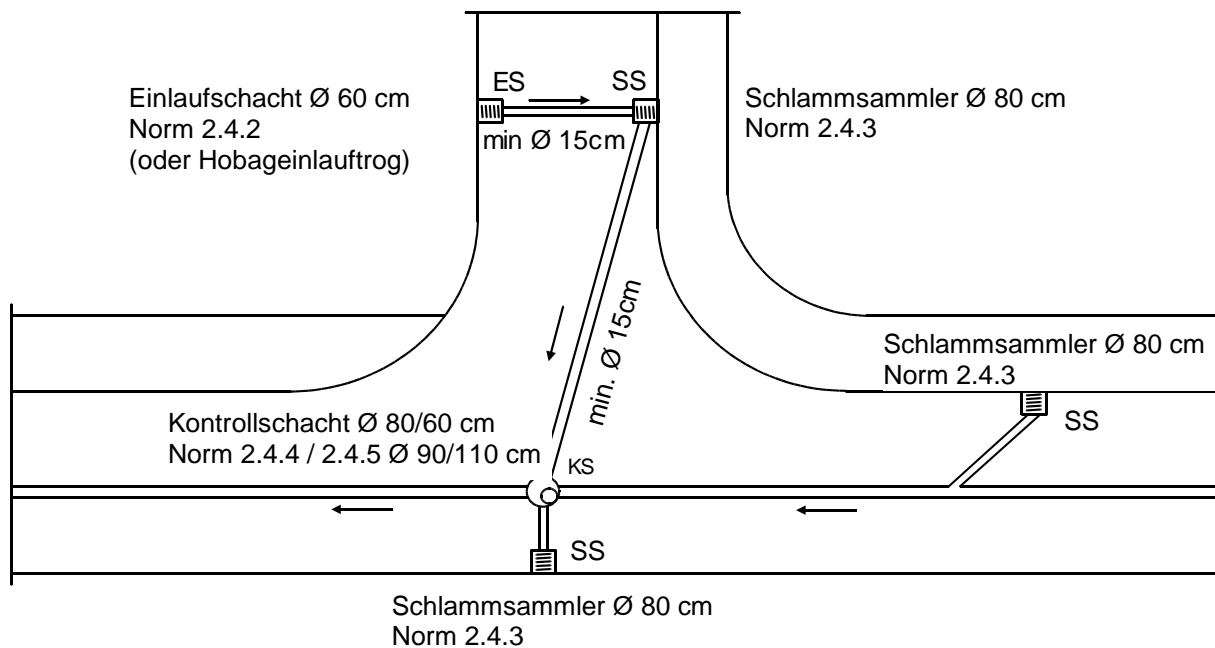 ES
SS
Einlaufschacht Ø 60 cm
Norm 2.4.2
(oder Hobageinlauftrog)
min Ø 15cm
Schlammsammler Ø 80 cm
Norm 2.4.3
min. Ø 15cm
Schlammsammler Ø 80 cm
Norm 2.4.3
SS
Kontrollschacht Ø 80/60 cm
Norm 2.4.4 / 2.4.5 Ø 90/110 cm
KS
SS
Schlammsammler Ø 80 cm
Norm 2.4.3